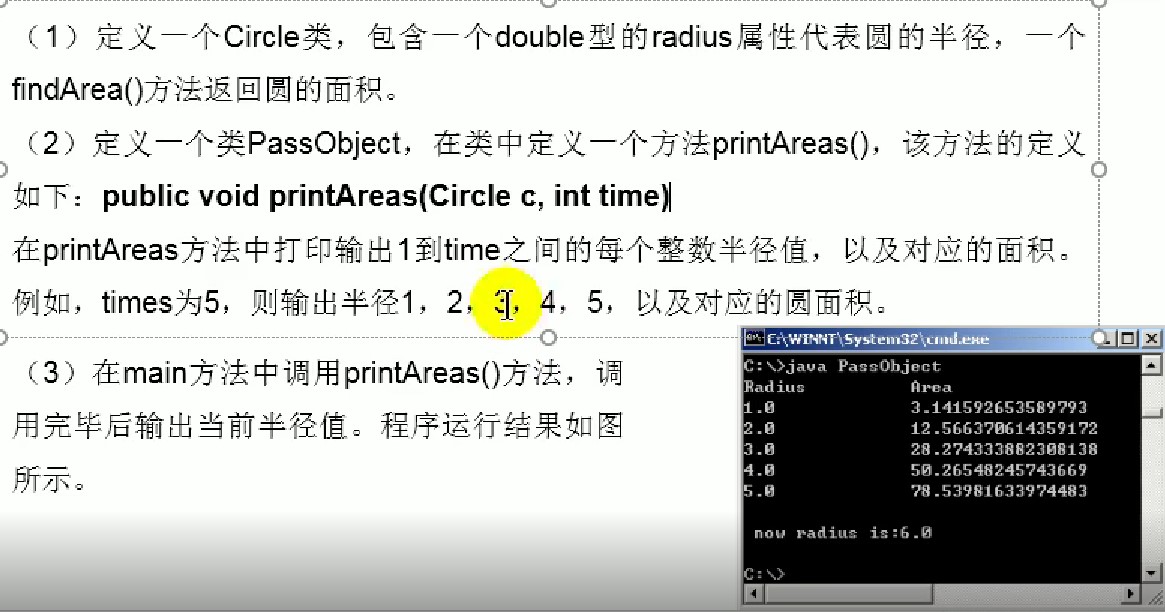 （1）定义一个Circle类，包含一个double型的radius属性代表圆的半径，一个
findArea()方法返回圆的面积。
（2）定义一个类PassObject，在类中定义一个方法printAreas()，该方法的定义
如下：public void printAreas(Circle c, int time)
在printAreas方法中打印输出1到time之间的每个整数半径值，以及对应的面积。
例如，times为5，则输出半径1，2，3，4，5，以及对应的圆面积。
（3）在main方法中调用printAreas()方法，调
用完毕后输出当前半径值。程序运行结果如图
所示。
E:\WINNT\System32\cmd.exe
C:\>java PassObject
Radius Area
1.0 3.141592653589793
2.0 12.566370614359172
3.0 28.274333882308138
4.0 50.26548245743669
5.0 78.53981633974483
now radius is:6.0
C:\>